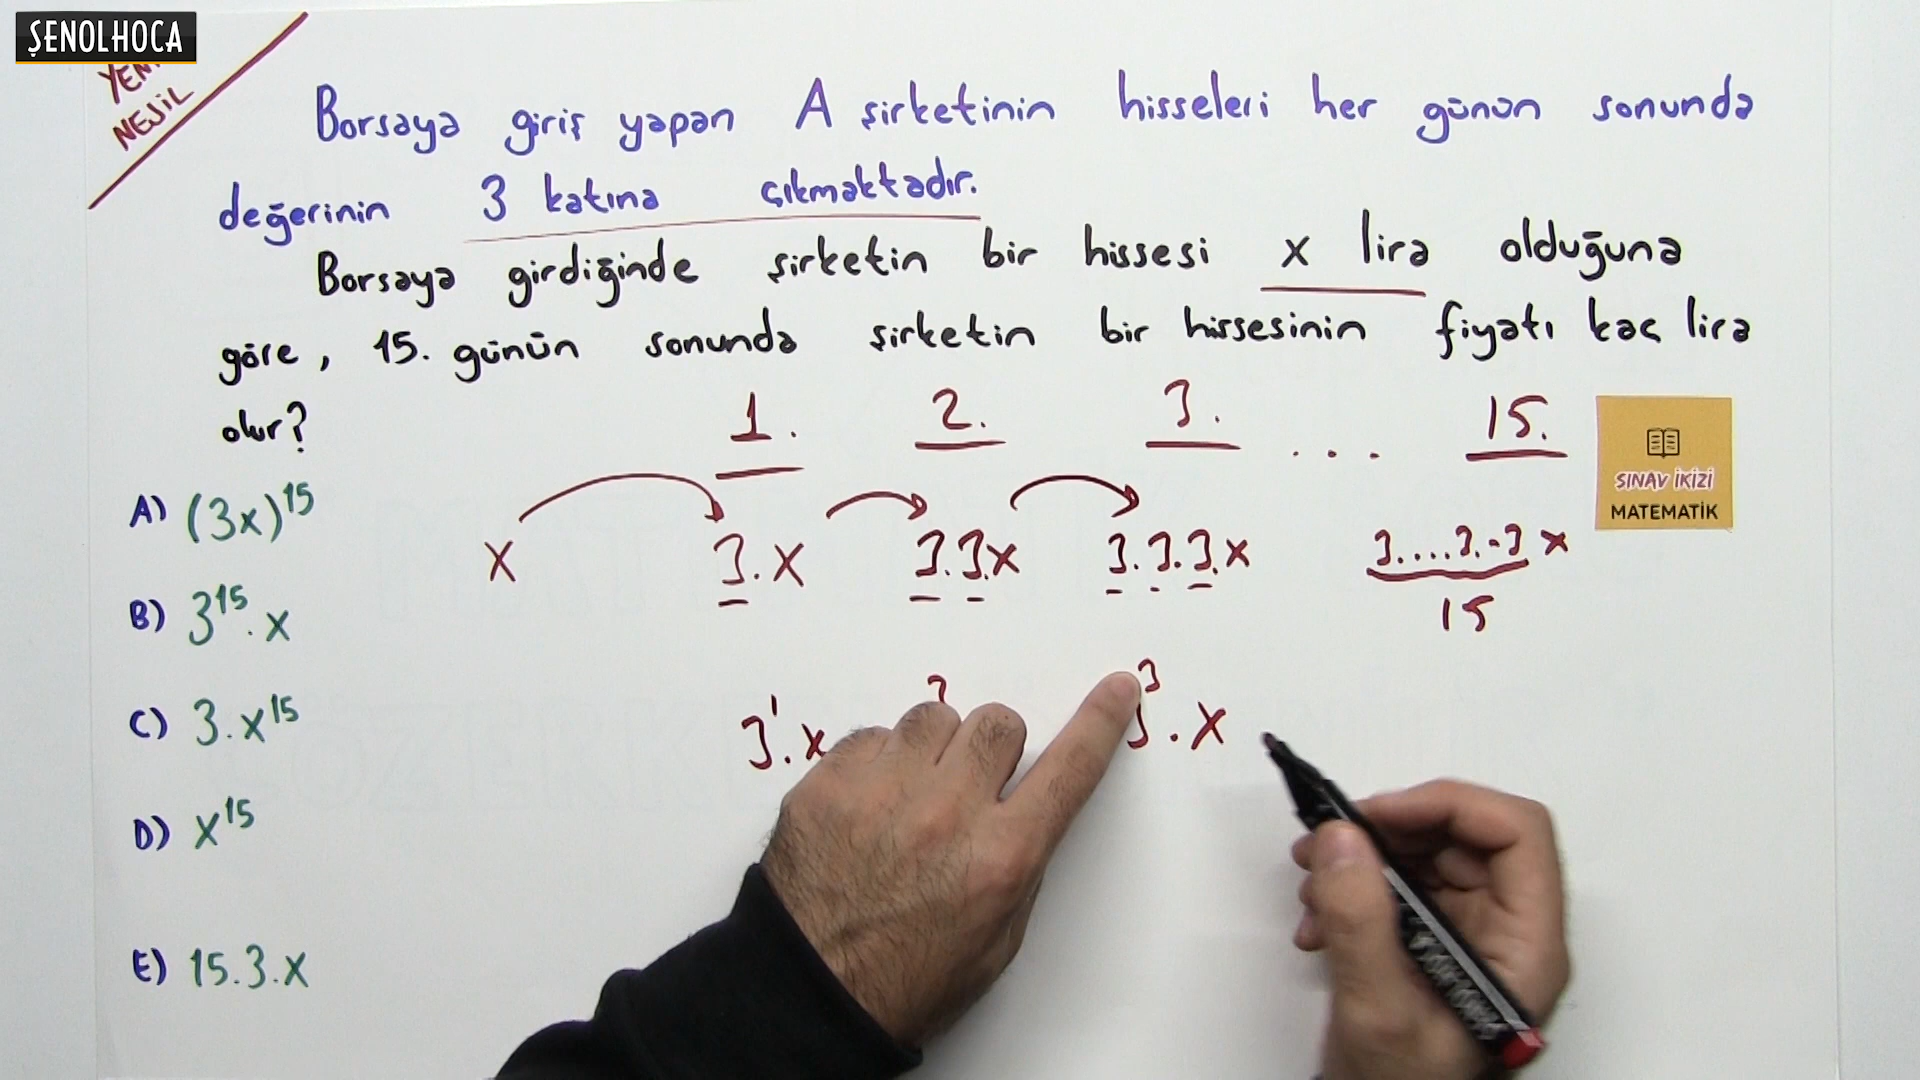 ŞENOLHOCA
YENİ
NESİL
Borsaya giriş yapan A şirketinin hisseleri her günün sonunda
değerinin 3 katına çıkmaktadır.
Borsaya girdiğinde şirketin bir hissesi x lira olduğuna
göre, 15. günün sonunda şirketin bir hissesinin fiyatı kaç lira
olur?
1. 2. 3. .... 15.
SINAV İKİZİ
MATEMATİK
A) (3x)^15
x 3.x 3.3.x 3.3.3.x 3....3..3 x
15
B) 3^15.x
C) 3.x^15
3^1.x 3^3.x
D) x^15
E) 15.3.x